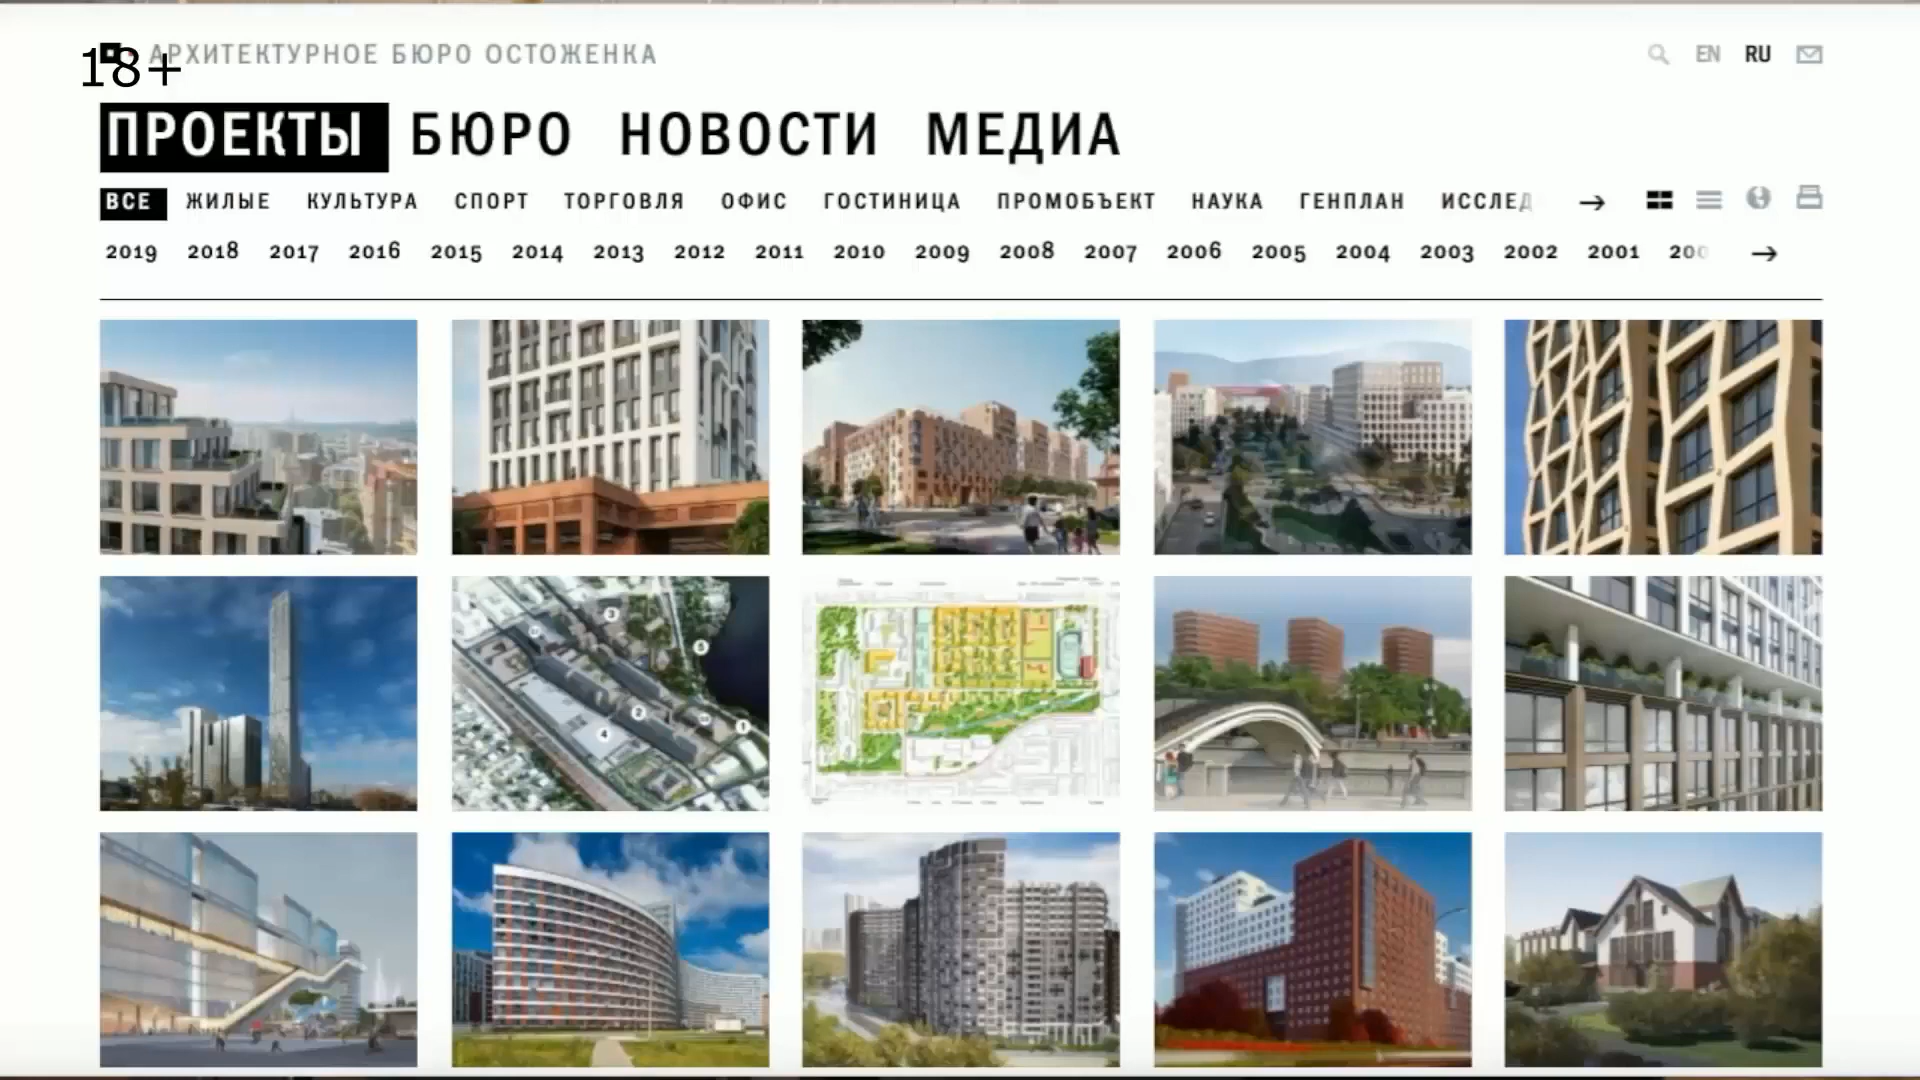 18+
АРХИТЕКТУРНОЕ БЮРО ОСТОЖЕНКА EN RU
ПРОЕКТЫ БЮРО НОВОСТИ МЕДИА
ВСЕ ЖИЛЫЕ КУЛЬТУРА СПОРТ ТОРГОВЛЯ ОФИС ГОСТИНИЦА ПРОМОБЪЕКТ НАУКА ГЕНПЛАН ИССЛЕД →
2019 2018 2017 2016 2015 2014 2013 2012 2011 2010 2009 2008 2007 2006 2005 2004 2003 2002 2001 200 →